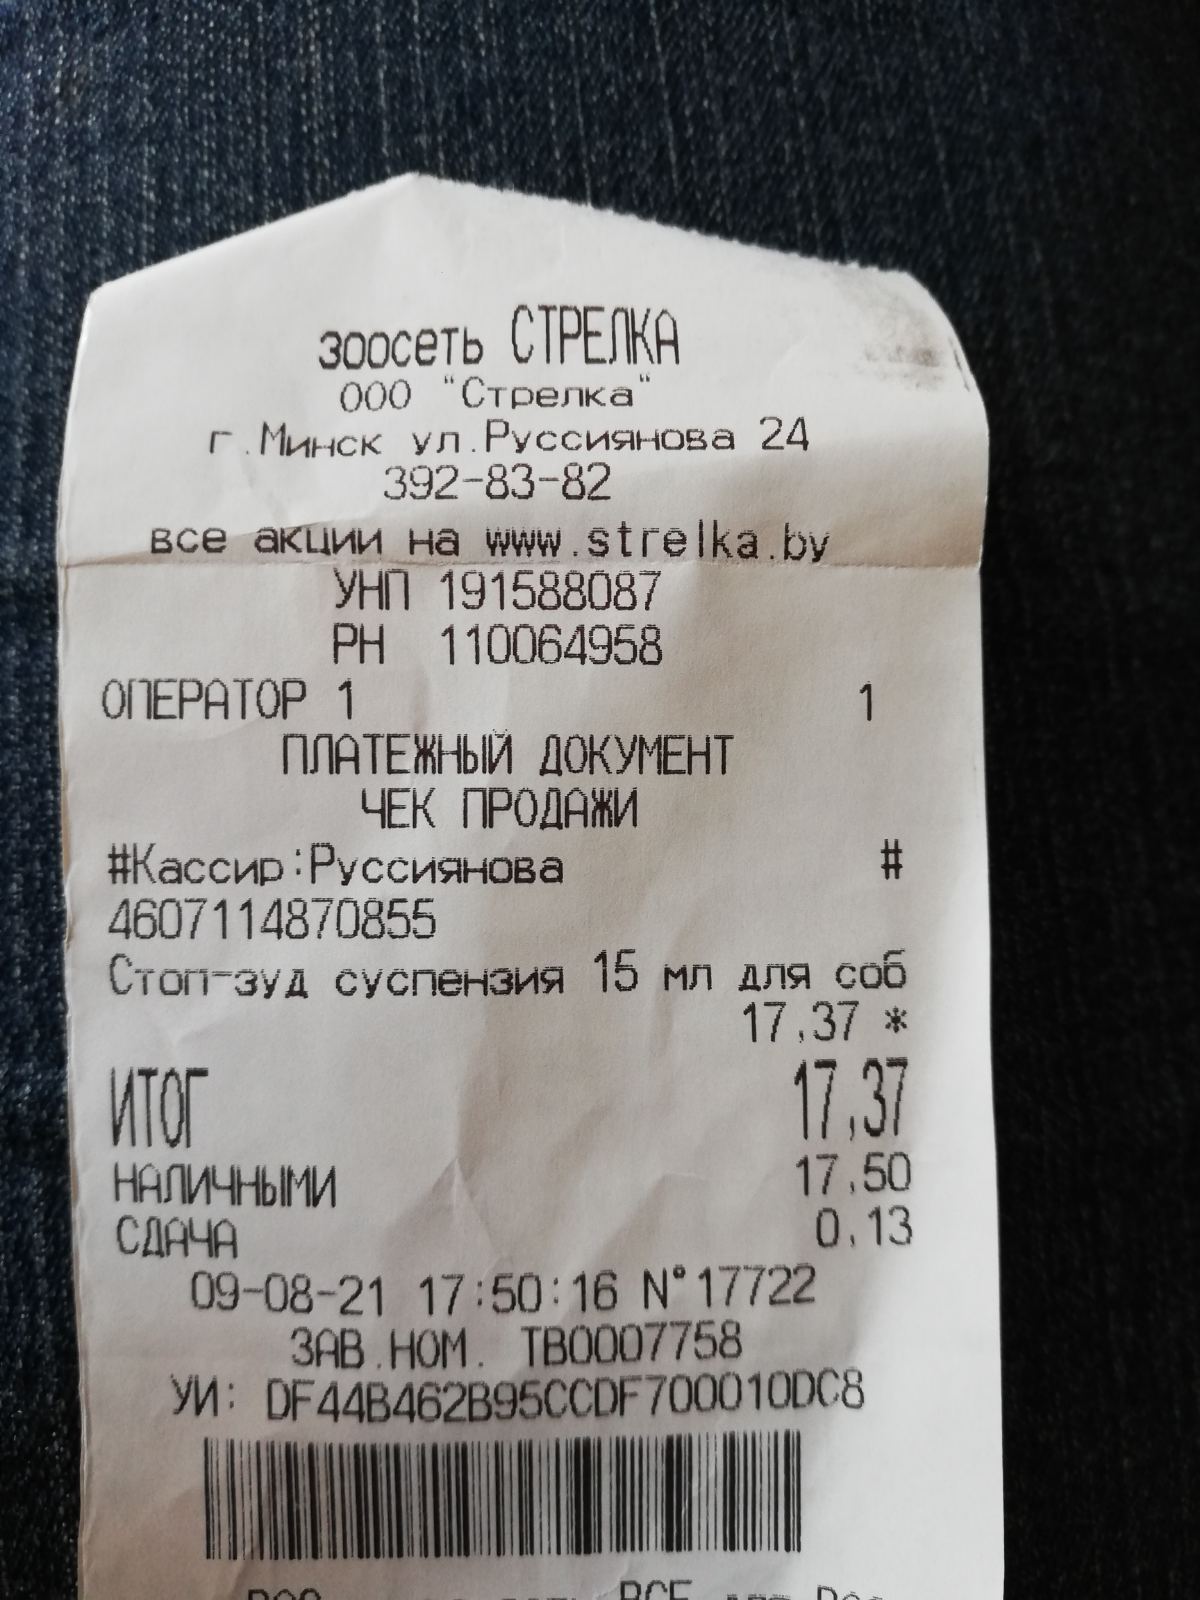 зоосеть СТРЕЛКА
ООО "Стрелка"
г.Минск ул.Руссиянова 24
392-83-82
все акции на www.strelka.by
УНП 191588087
РН 110064958
ОПЕРАТОР 1 1
ПЛАТЕЖНЫЙ ДОКУМЕНТ
ЧЕК ПРОДАЖИ
#Кассир:Руссиянова #
4607114870855
Стоп-зуд суспензия 15 мл для соб
17,37 *
ИТОГ 17,37
НАЛИЧНЫМИ 17,50
СДАЧА 0,13
09-08-21 17:50:16 N°17722
ЗАВ.НОМ. ТВ0007758
УИ: DF44B462B95CCDF700010DC8
ВСЕ для